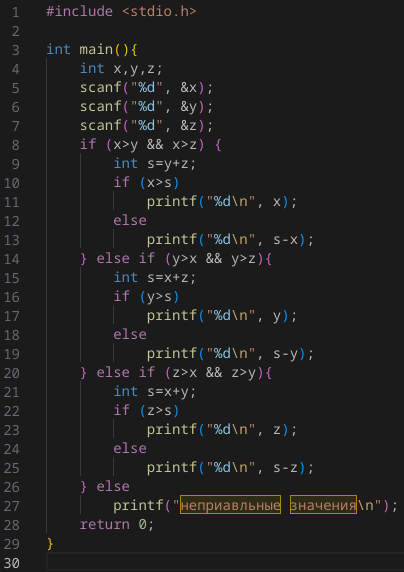 1 #include <stdio.h>
2
3 int main(){
4     int x,y,z;
5     scanf("%d", &x);
6     scanf("%d", &y);
7     scanf("%d", &z);
8     if (x>y && x>z) {
9         int s=y+z;
10         if (x>s)
11             printf("%d\n", x);
12         else
13             printf("%d\n", s-x);
14     } else if (y>x && y>z){
15         int s=x+z;
16         if (y>s)
17             printf("%d\n", y);
18         else
19             printf("%d\n", s-y);
20     } else if (z>x && z>y){
21         int s=x+y;
22         if (z>s)
23             printf("%d\n", z);
24         else
25             printf("%d\n", s-z);
26     } else
27         printf("неприавльные значения\n");
28     return 0;
29 }
30